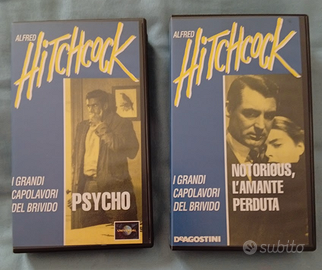 ALFRED
HiTCHCOCK
I GRANDI
CAPOLAVORI
DEL BRIVIDO
PSYCHO
ALFRED
HiTCHCOCK
I GRANDI
CAPOLAVORI
DEL BRIVIDO
NOTORIOUS,
L'AMANTE
PERDUTA
DEAGOSTINI
subito